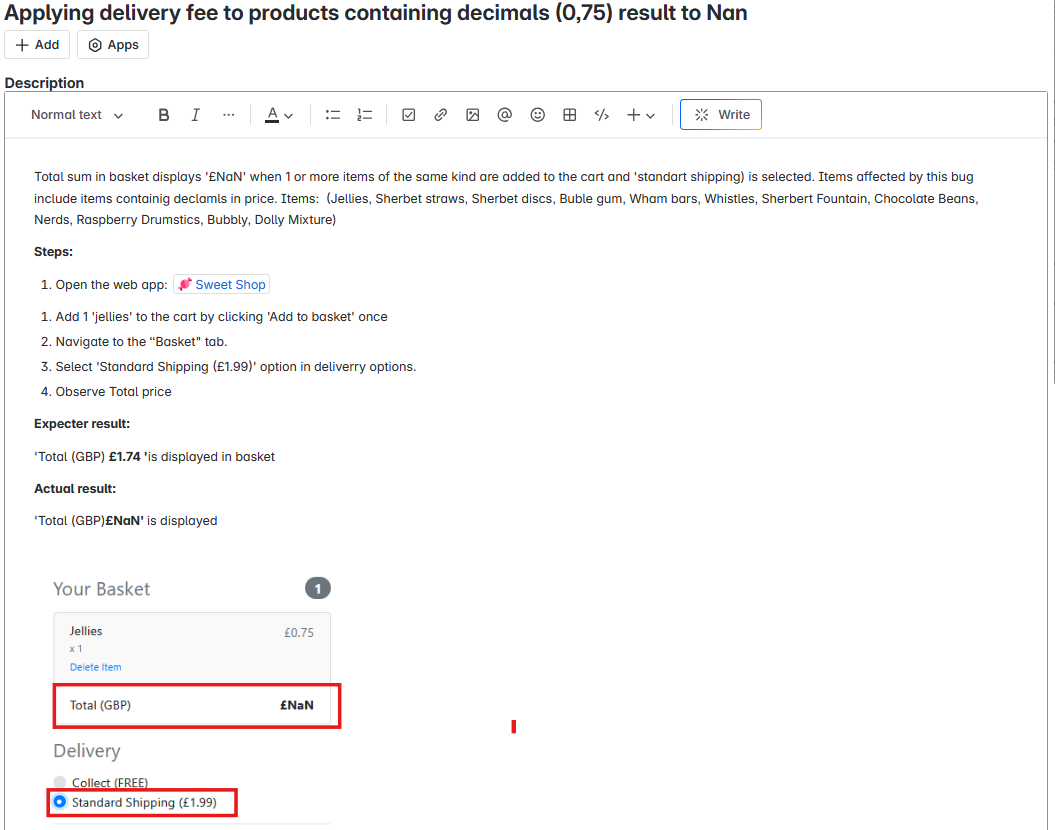 Applying delivery fee to products containing decimals (0,75) result to Nan
Add
Apps
Description
Normal text
B
I
A
Write
Total sum in basket displays '£NaN' when 1 or more items of the same kind are added to the cart and 'standart shipping) is selected. Items affected by this bug
include items containig declamls in price. Items: (Jellies, Sherbet straws, Sherbet discs, Buble gum, Wham bars, Whistles, Sherbert Fountain, Chocolate Beans,
Nerds, Raspberry Drumstics, Bubbly, Dolly Mixture)
Steps:
1. Open the web app: Sweet Shop
1. Add 1 'jellies' to the cart by clicking 'Add to basket' once
2. Navigate to the “Basket" tab.
3. Select 'Standard Shipping (£1.99)' option in deliverry options.
4. Observe Total price
Expecter result:
'Total (GBP) £1.74 'is displayed in basket
Actual result:
'Total (GBP)£NaN' is displayed
Your Basket 1
Jellies £0.75
x 1
Delete Item
Total (GBP) £NaN
Delivery
Collect (FREE)
Standard Shipping (£1.99)